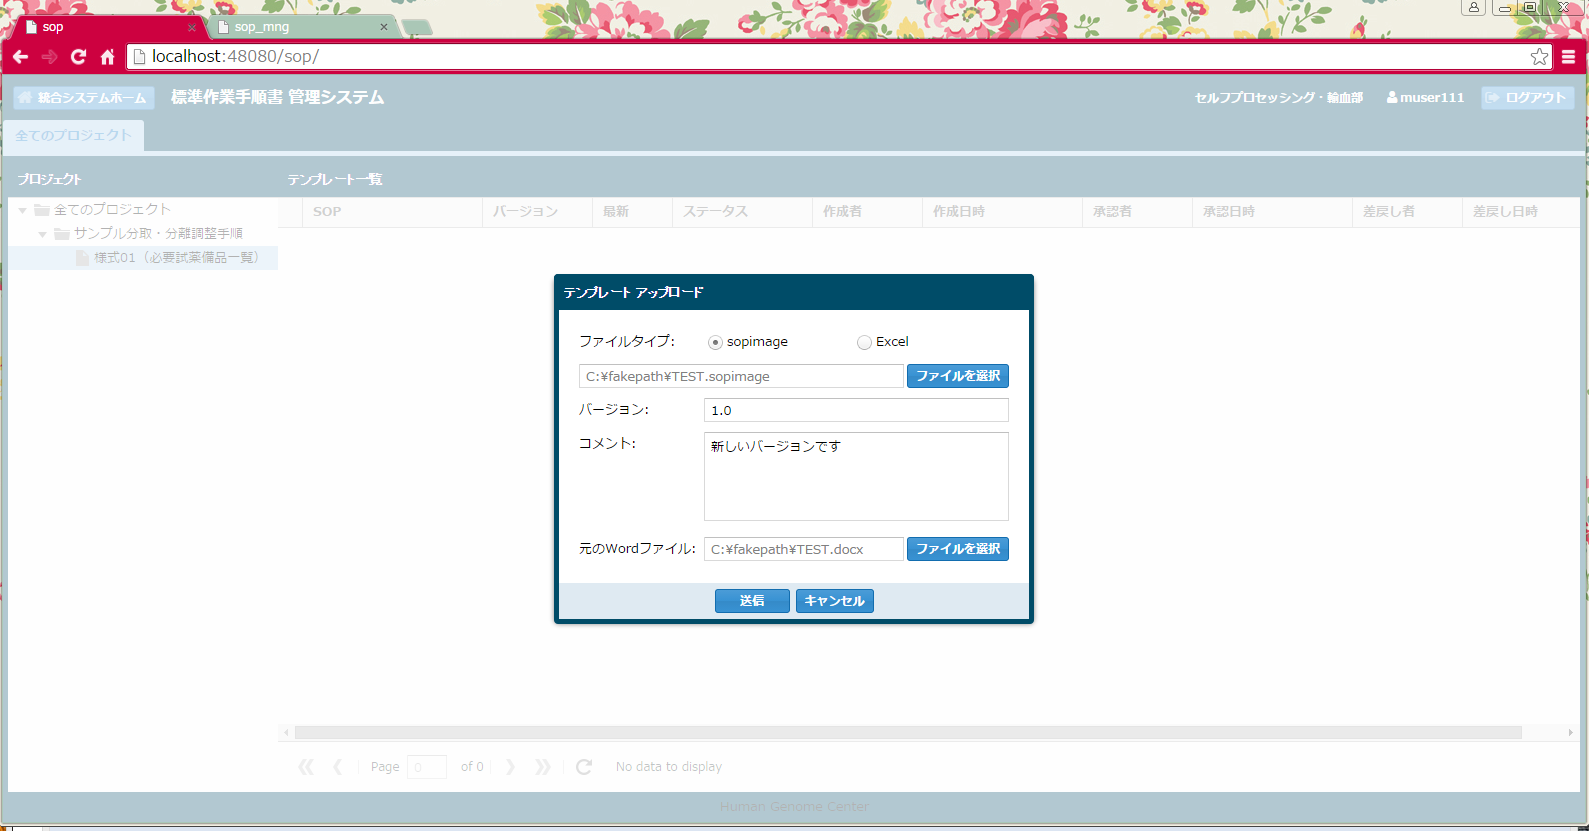 sop
sop_mng
localhost:48080/sop/
統合システムホーム 標準作業手順書 管理システム セルフプロセッシング・輸血部 muser111 ログアウト
全てのプロジェクト
プロジェクト テンプレート一覧
全てのプロジェクト
サンプル分取・分離調整手順
様式01（必要試薬備品一覧）
SOP バージョン 最新 ステータス 作成者 作成日時 承認者 承認日時 差戻し者 差戻し日時
テンプレート アップロード
ファイルタイプ: sopimage Excel
C:¥fakepath¥TEST.sopimage ファイルを選択
バージョン: 1.0
コメント: 新しいバージョンです
元のWordファイル: C:¥fakepath¥TEST.docx ファイルを選択
送信 キャンセル
Page 0 of 0 No data to display
Human Genome Center